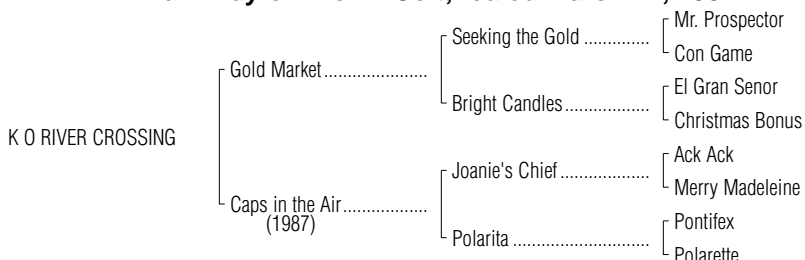 Mr. Prospector
Seeking the Gold ..............
Con Game
Gold Market......................
El Gran Senor
Bright Candles..................
Christmas Bonus
K O RIVER CROSSING
Ack Ack
Joanie's Chief ...................
Merry Madeleine
Caps in the Air..................
(1987)
Pontifex
Polarita .............................
Polarette